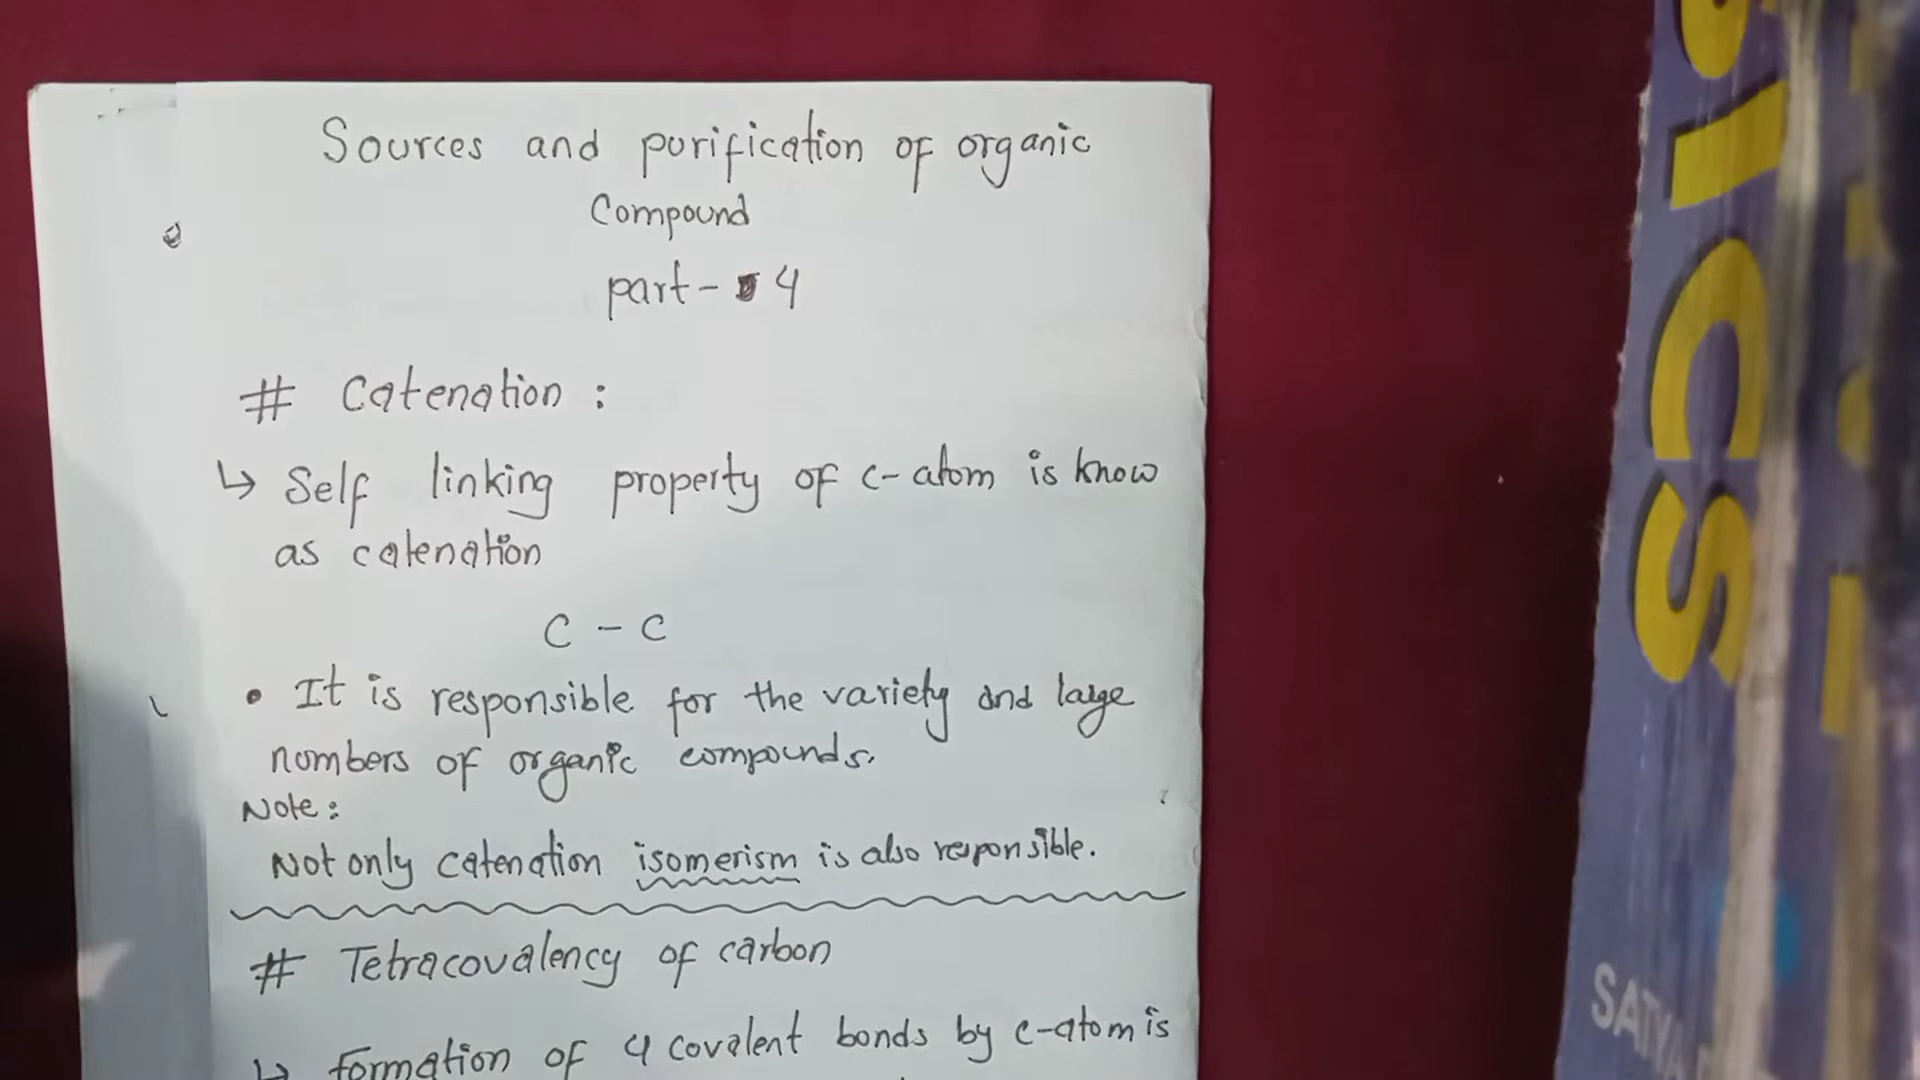 Sources and purification of organic
Compound
part - 4
# Catenation :
↳ Self linking property of c-atom is know
as catenation
C - C
• It is responsible for the variety and large
numbers of organic compounds.
Note :
Not only catenation isomerism is also responsible.
# Tetracovalency of carbon
↳ formation of 4 covalent bonds by c-atom is
SICS